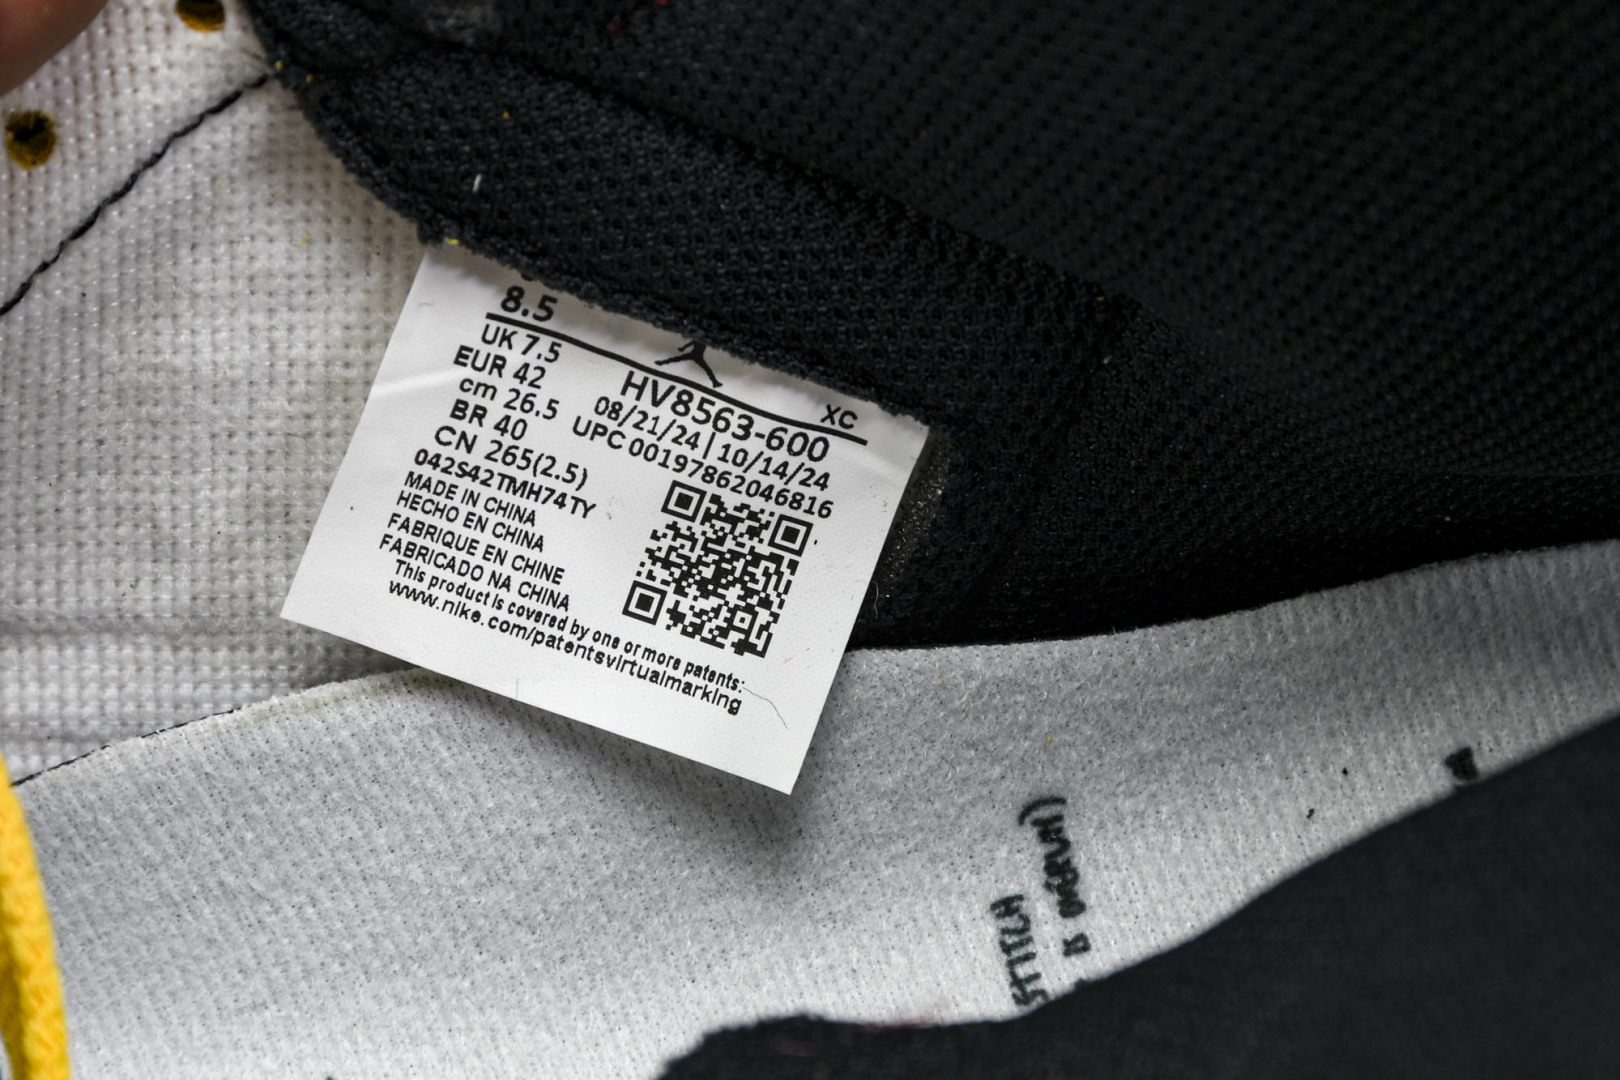 8.5
UK 7.5
EUR 42
cm 26.5
BR 40
CN 265(2.5)
042S42TMH74TY
XC
HV8563-600
08/21/24 | 10/14/24
UPC 00197862046816
MADE IN CHINA
HECHO EN CHINA
FABRIQUE EN CHINE
FABRICADO NA CHINA
This product is covered by one or more patents:
www.nike.com/patentsvirtualmarking
STITCH